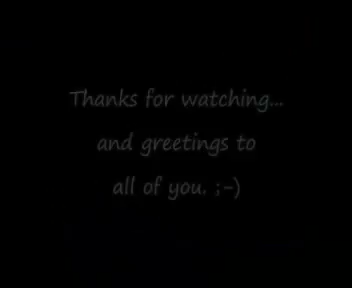 Thanks for watching...
and greetings to
all of you. ;-)